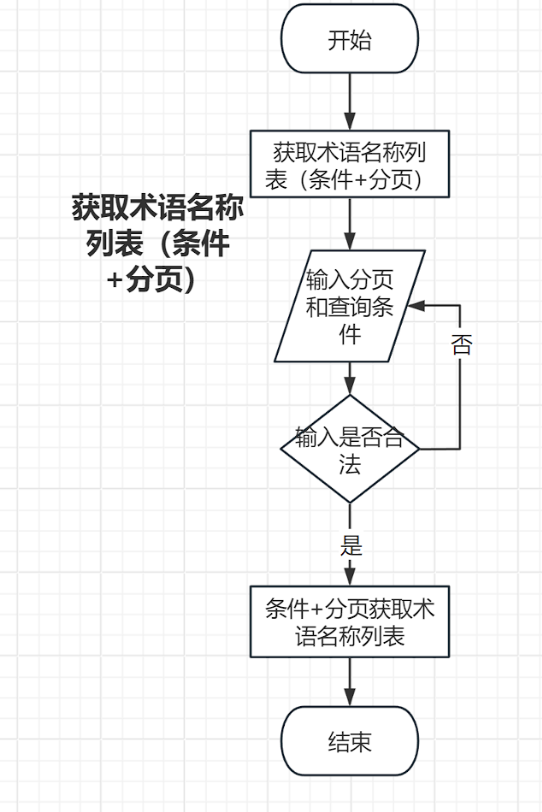 开始
获取术语名称列
表（条件+分页）
获取术语名称
列表（条件
+分页）
输入分页
和查询条
件
否
输入是否合
法
是
条件+分页获取术
语名称列表
结束